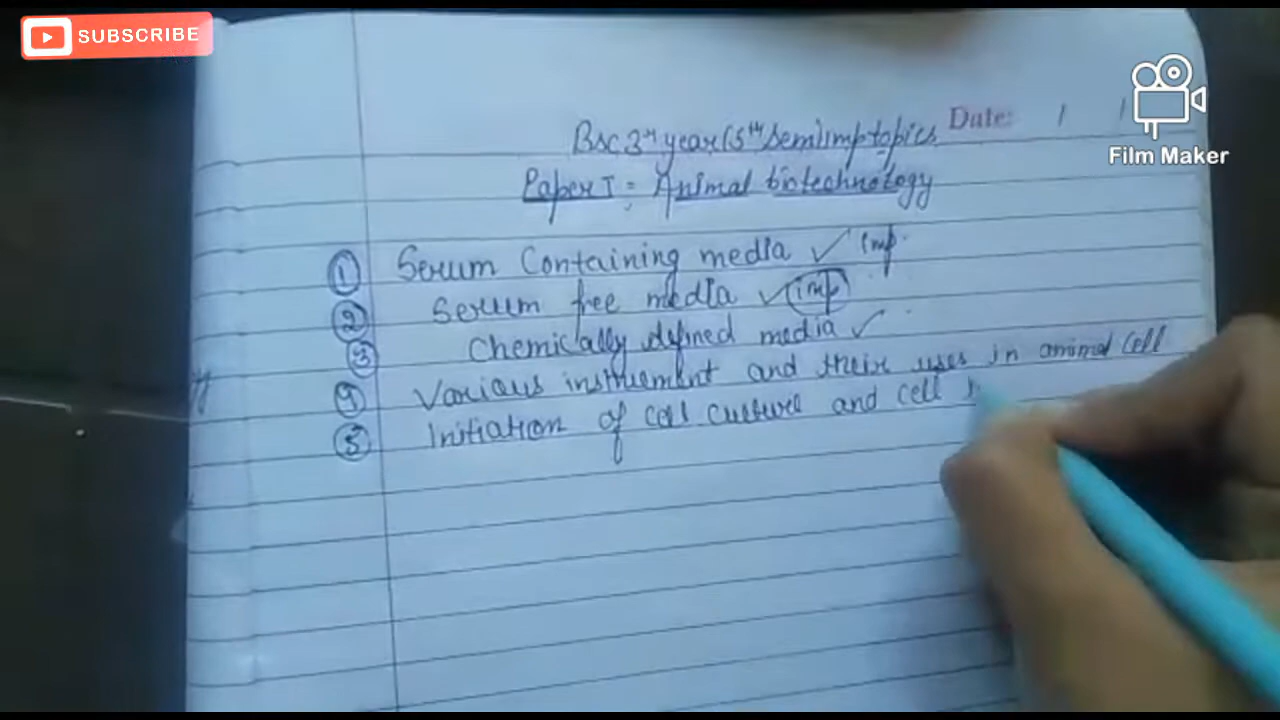 SUBSCRIBE
Film Maker
Date: / /
Bsc 3rd year (5th sem) imp topics
Paper I = Animal biotechnology
① Serum Containing media ✓ imp.
② Serum free media ✓ imp
③ Chemically defined media ✓
④ Various instruement and their uses in animal cell
⑤ Initiation of cell culture and cell